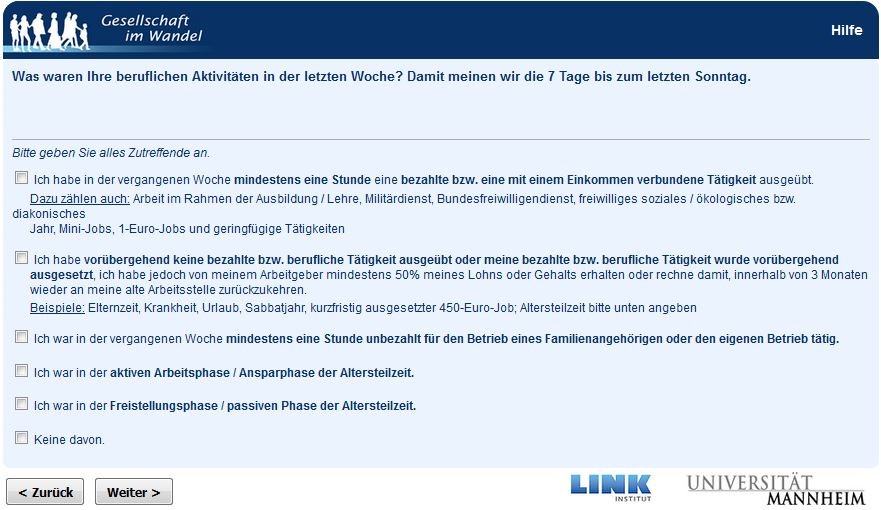 Gesellschaft
im Wandel
Hilfe
Was waren Ihre beruflichen Aktivitäten in der letzten Woche? Damit meinen wir die 7 Tage bis zum letzten Sonntag.
Bitte geben Sie alles Zutreffende an.
Ich habe in der vergangenen Woche mindestens eine Stunde eine bezahlte bzw. eine mit einem Einkommen verbundene Tätigkeit ausgeübt.
Dazu zählen auch: Arbeit im Rahmen der Ausbildung / Lehre, Militärdienst, Bundesfreiwilligendienst, freiwilliges soziales / ökologisches bzw.
diakonisches
Jahr, Mini-Jobs, 1-Euro-Jobs und geringfügige Tätigkeiten
Ich habe vorübergehend keine bezahlte bzw. berufliche Tätigkeit ausgeübt oder meine bezahlte bzw. berufliche Tätigkeit wurde vorübergehend
ausgesetzt, ich habe jedoch von meinem Arbeitgeber mindestens 50% meines Lohns oder Gehalts erhalten oder rechne damit, innerhalb von 3 Monaten
wieder an meine alte Arbeitsstelle zurückzukehren.
Beispiele: Elternzeit, Krankheit, Urlaub, Sabbatjahr, kurzfristig ausgesetzter 450-Euro-Job; Altersteilzeit bitte unten angeben
Ich war in der vergangenen Woche mindestens eine Stunde unbezahlt für den Betrieb eines Familienangehörigen oder den eigenen Betrieb tätig.
Ich war in der aktiven Arbeitsphase / Ansparphase der Altersteilzeit.
Ich war in der Freistellungsphase / passiven Phase der Altersteilzeit.
Keine davon.
< Zurück
Weiter >
LINK
INSTITUT
UNIVERSITÄT
MANNHEIM